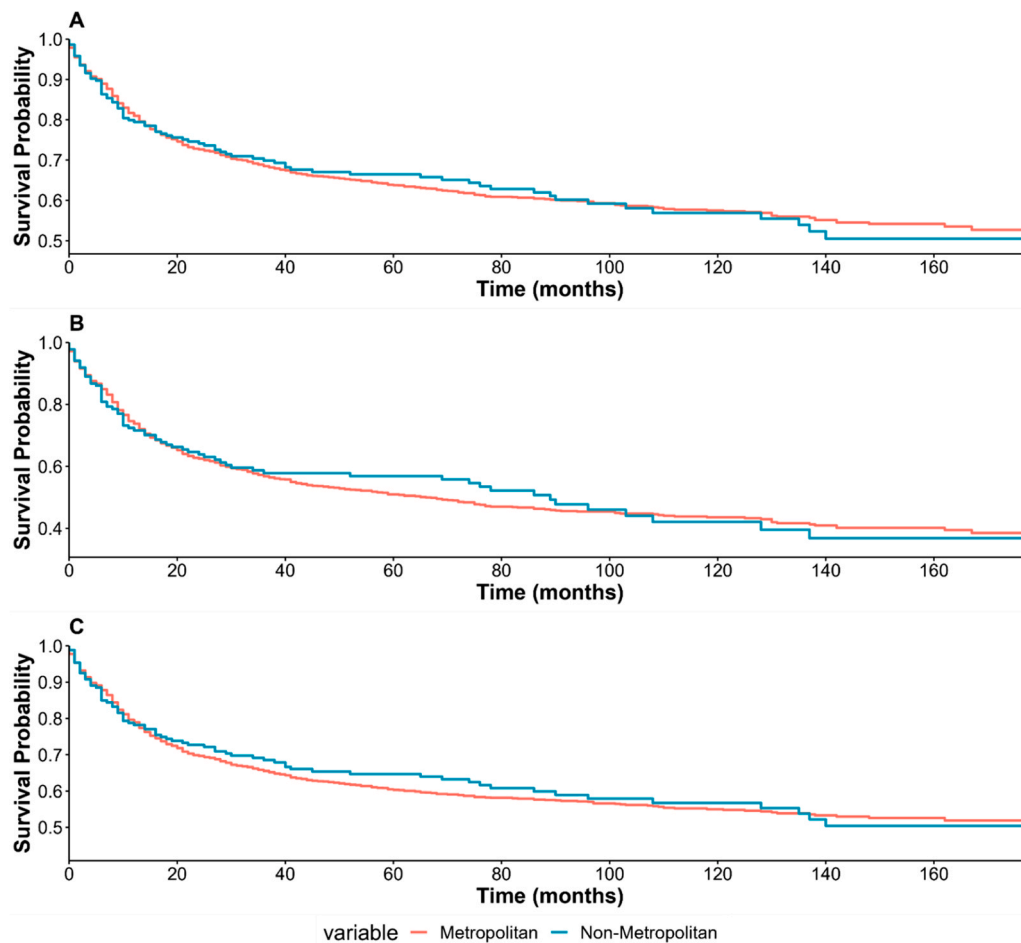 A
Survival Probability
1.0
0.9
0.8
0.7
0.6
0.5
0 20 40 60 80 100 120 140 160
Time (months)
B
Survival Probability
1.0
0.8
0.6
0.4
0 20 40 60 80 100 120 140 160
Time (months)
C
Survival Probability
1.0
0.9
0.8
0.7
0.6
0.5
0 20 40 60 80 100 120 140 160
Time (months)
variable Metropolitan Non-Metropolitan